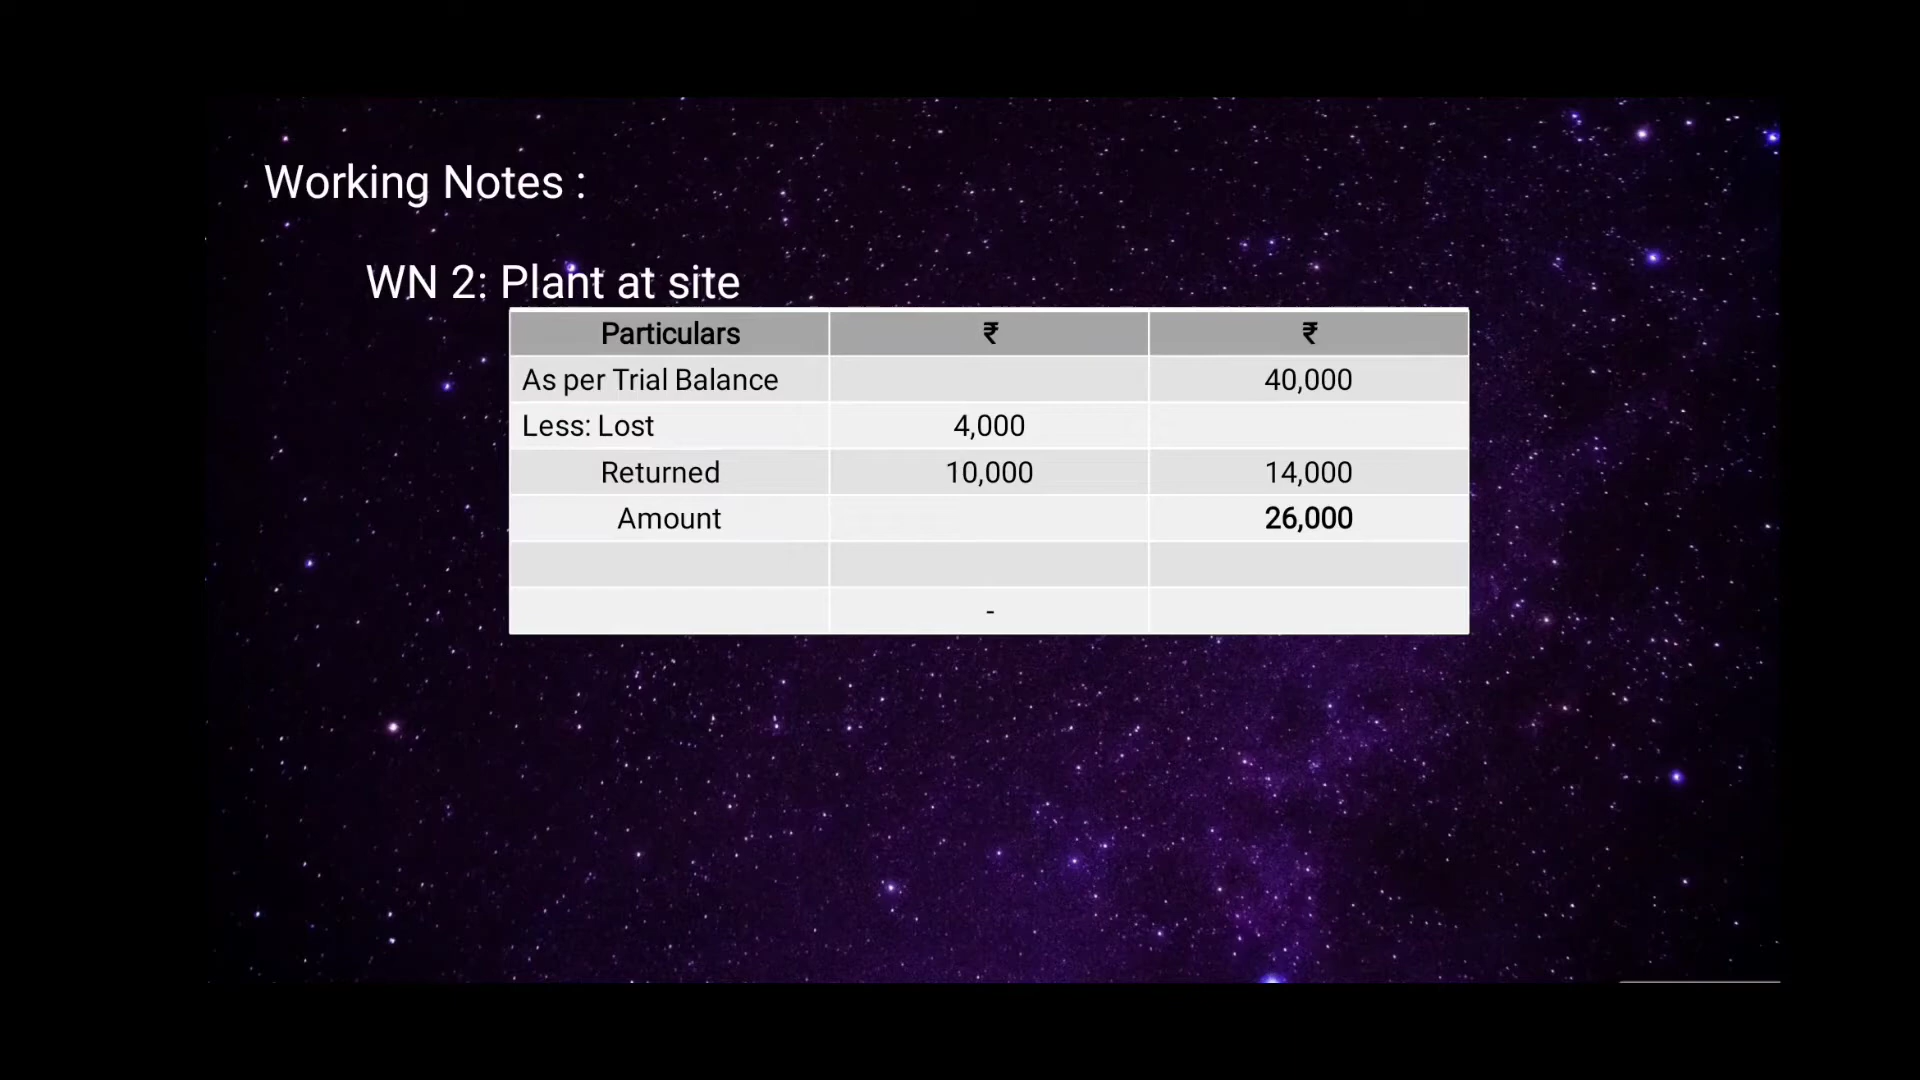 Working Notes :
WN 2: Plant at site
Particulars ₹ ₹
As per Trial Balance 40,000
Less: Lost 4,000
Returned 10,000 14,000
Amount 26,000
-